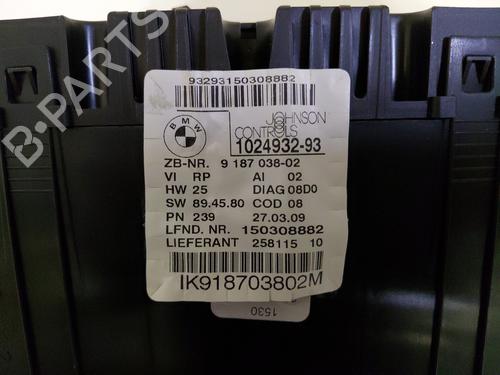 B-PARTS
93293150308882
BMW
JOHNSON
CONTROLS
1024932-93
ZB-NR. 9 187 038-02
VI RP AI 02
HW 25 DIAG 08D0
SW 89.45.80 COD 08
PN 239 27.03.09
LFND. NR. 150308882
LIEFERANT 258115 10
IK918703802M
1530